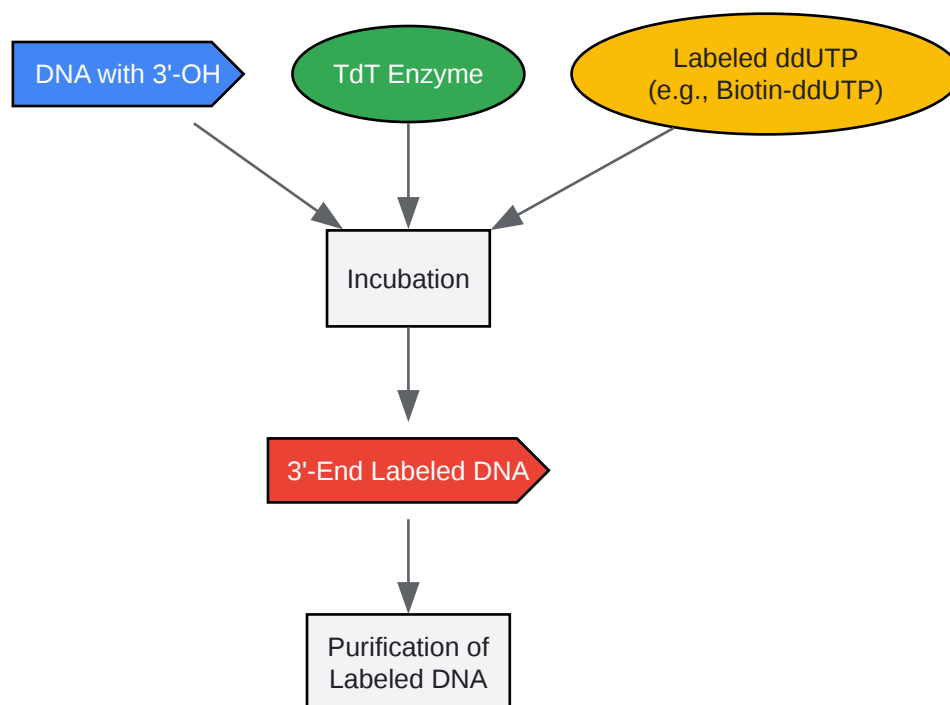 DNA with 3'-OH
TdT Enzyme
Labeled ddUTP
(e.g., Biotin-ddUTP)
Incubation
3'-End Labeled DNA
Purification of
Labeled DNA